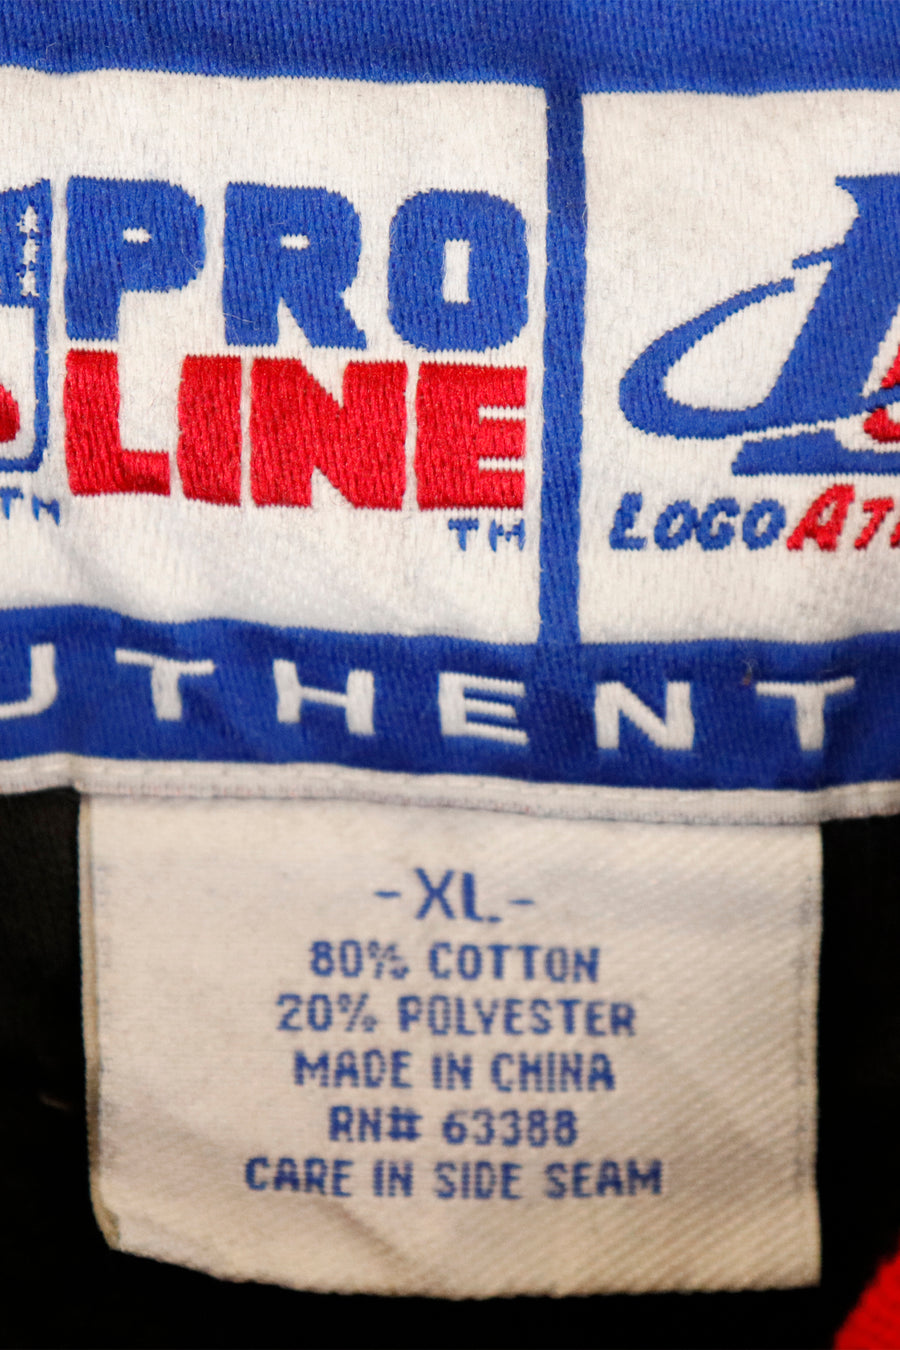 PRO
LINE
TM
TM
LOGO
UTHENT
-XL-
80% COTTON
20% POLYESTER
MADE IN CHINA
RN# 63388
CARE IN SIDE SEAM